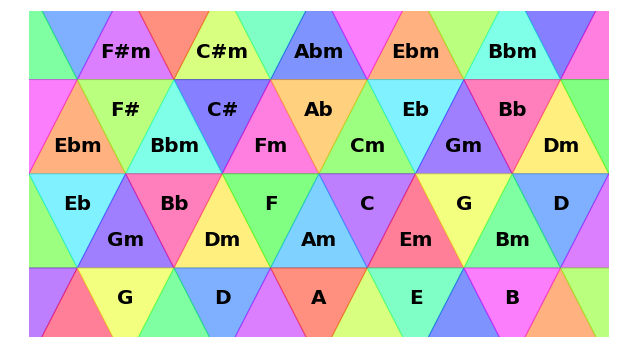 F#m C#m Abm Ebm Bbm
F# C# Ab Eb Bb
Ebm Bbm Fm Cm Gm Dm
Eb Bb F C G D
Gm Dm Am Em Bm
G D A E B